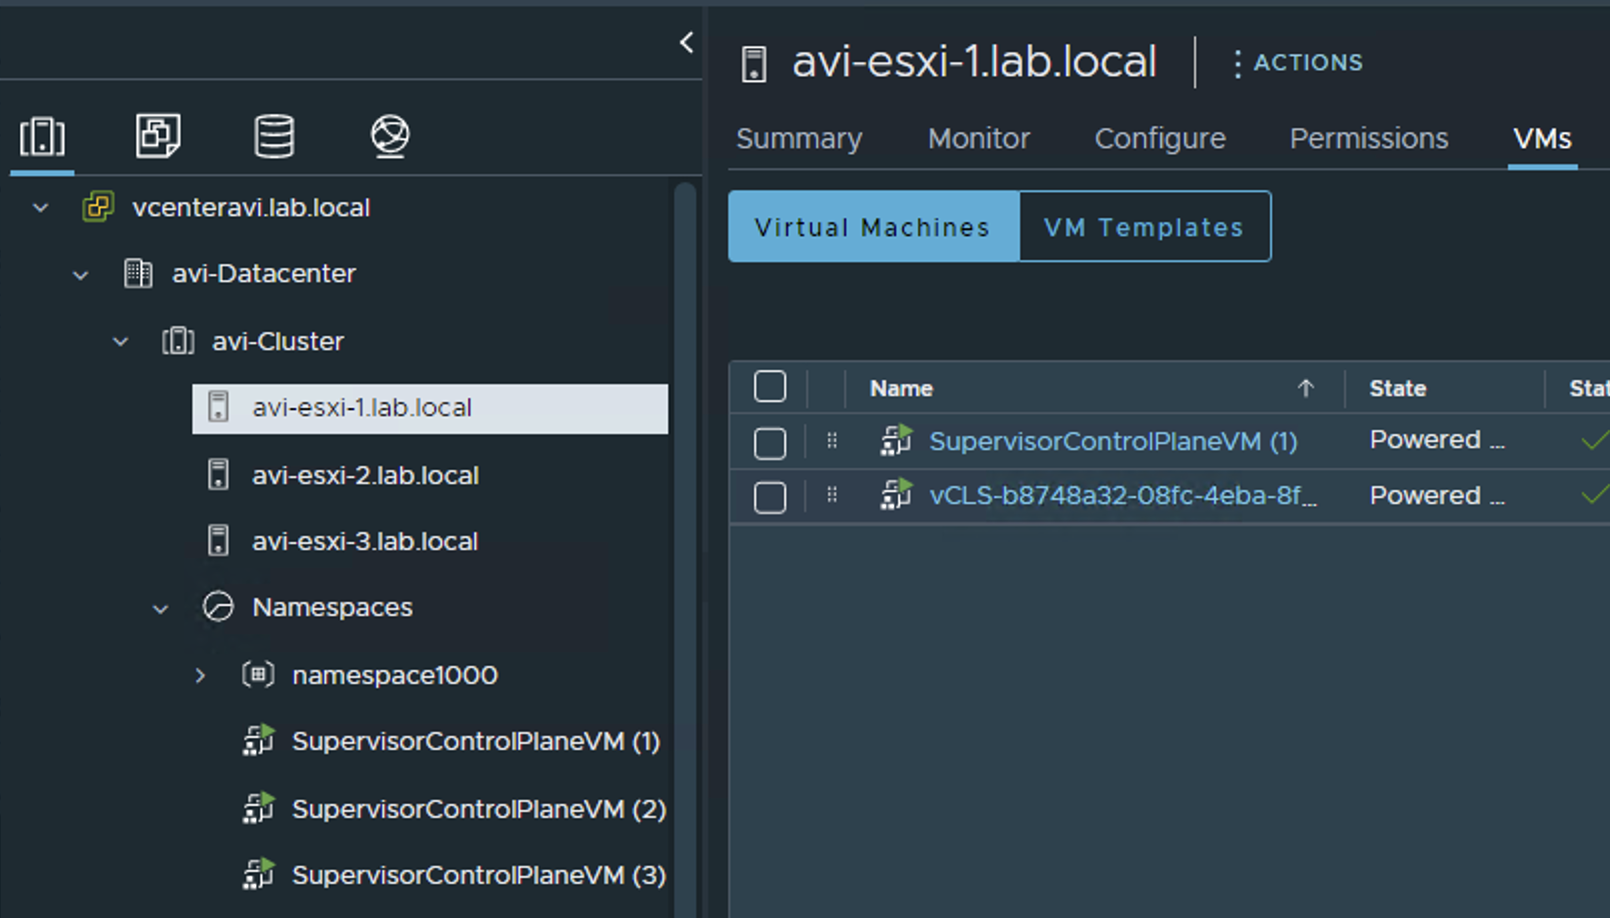 avi-esxi-1.lab.local
ACTIONS
Summary Monitor Configure Permissions VMs
vcenteravi.lab.local
Virtual Machines VM Templates
avi-Datacenter
avi-Cluster
Name State Stat
avi-esxi-1.lab.local
SupervisorControlPlaneVM (1) Powered ...
avi-esxi-2.lab.local
vCLS-b8748a32-08fc-4eba-8f... Powered ...
avi-esxi-3.lab.local
Namespaces
namespace1000
SupervisorControlPlaneVM (1)
SupervisorControlPlaneVM (2)
SupervisorControlPlaneVM (3)